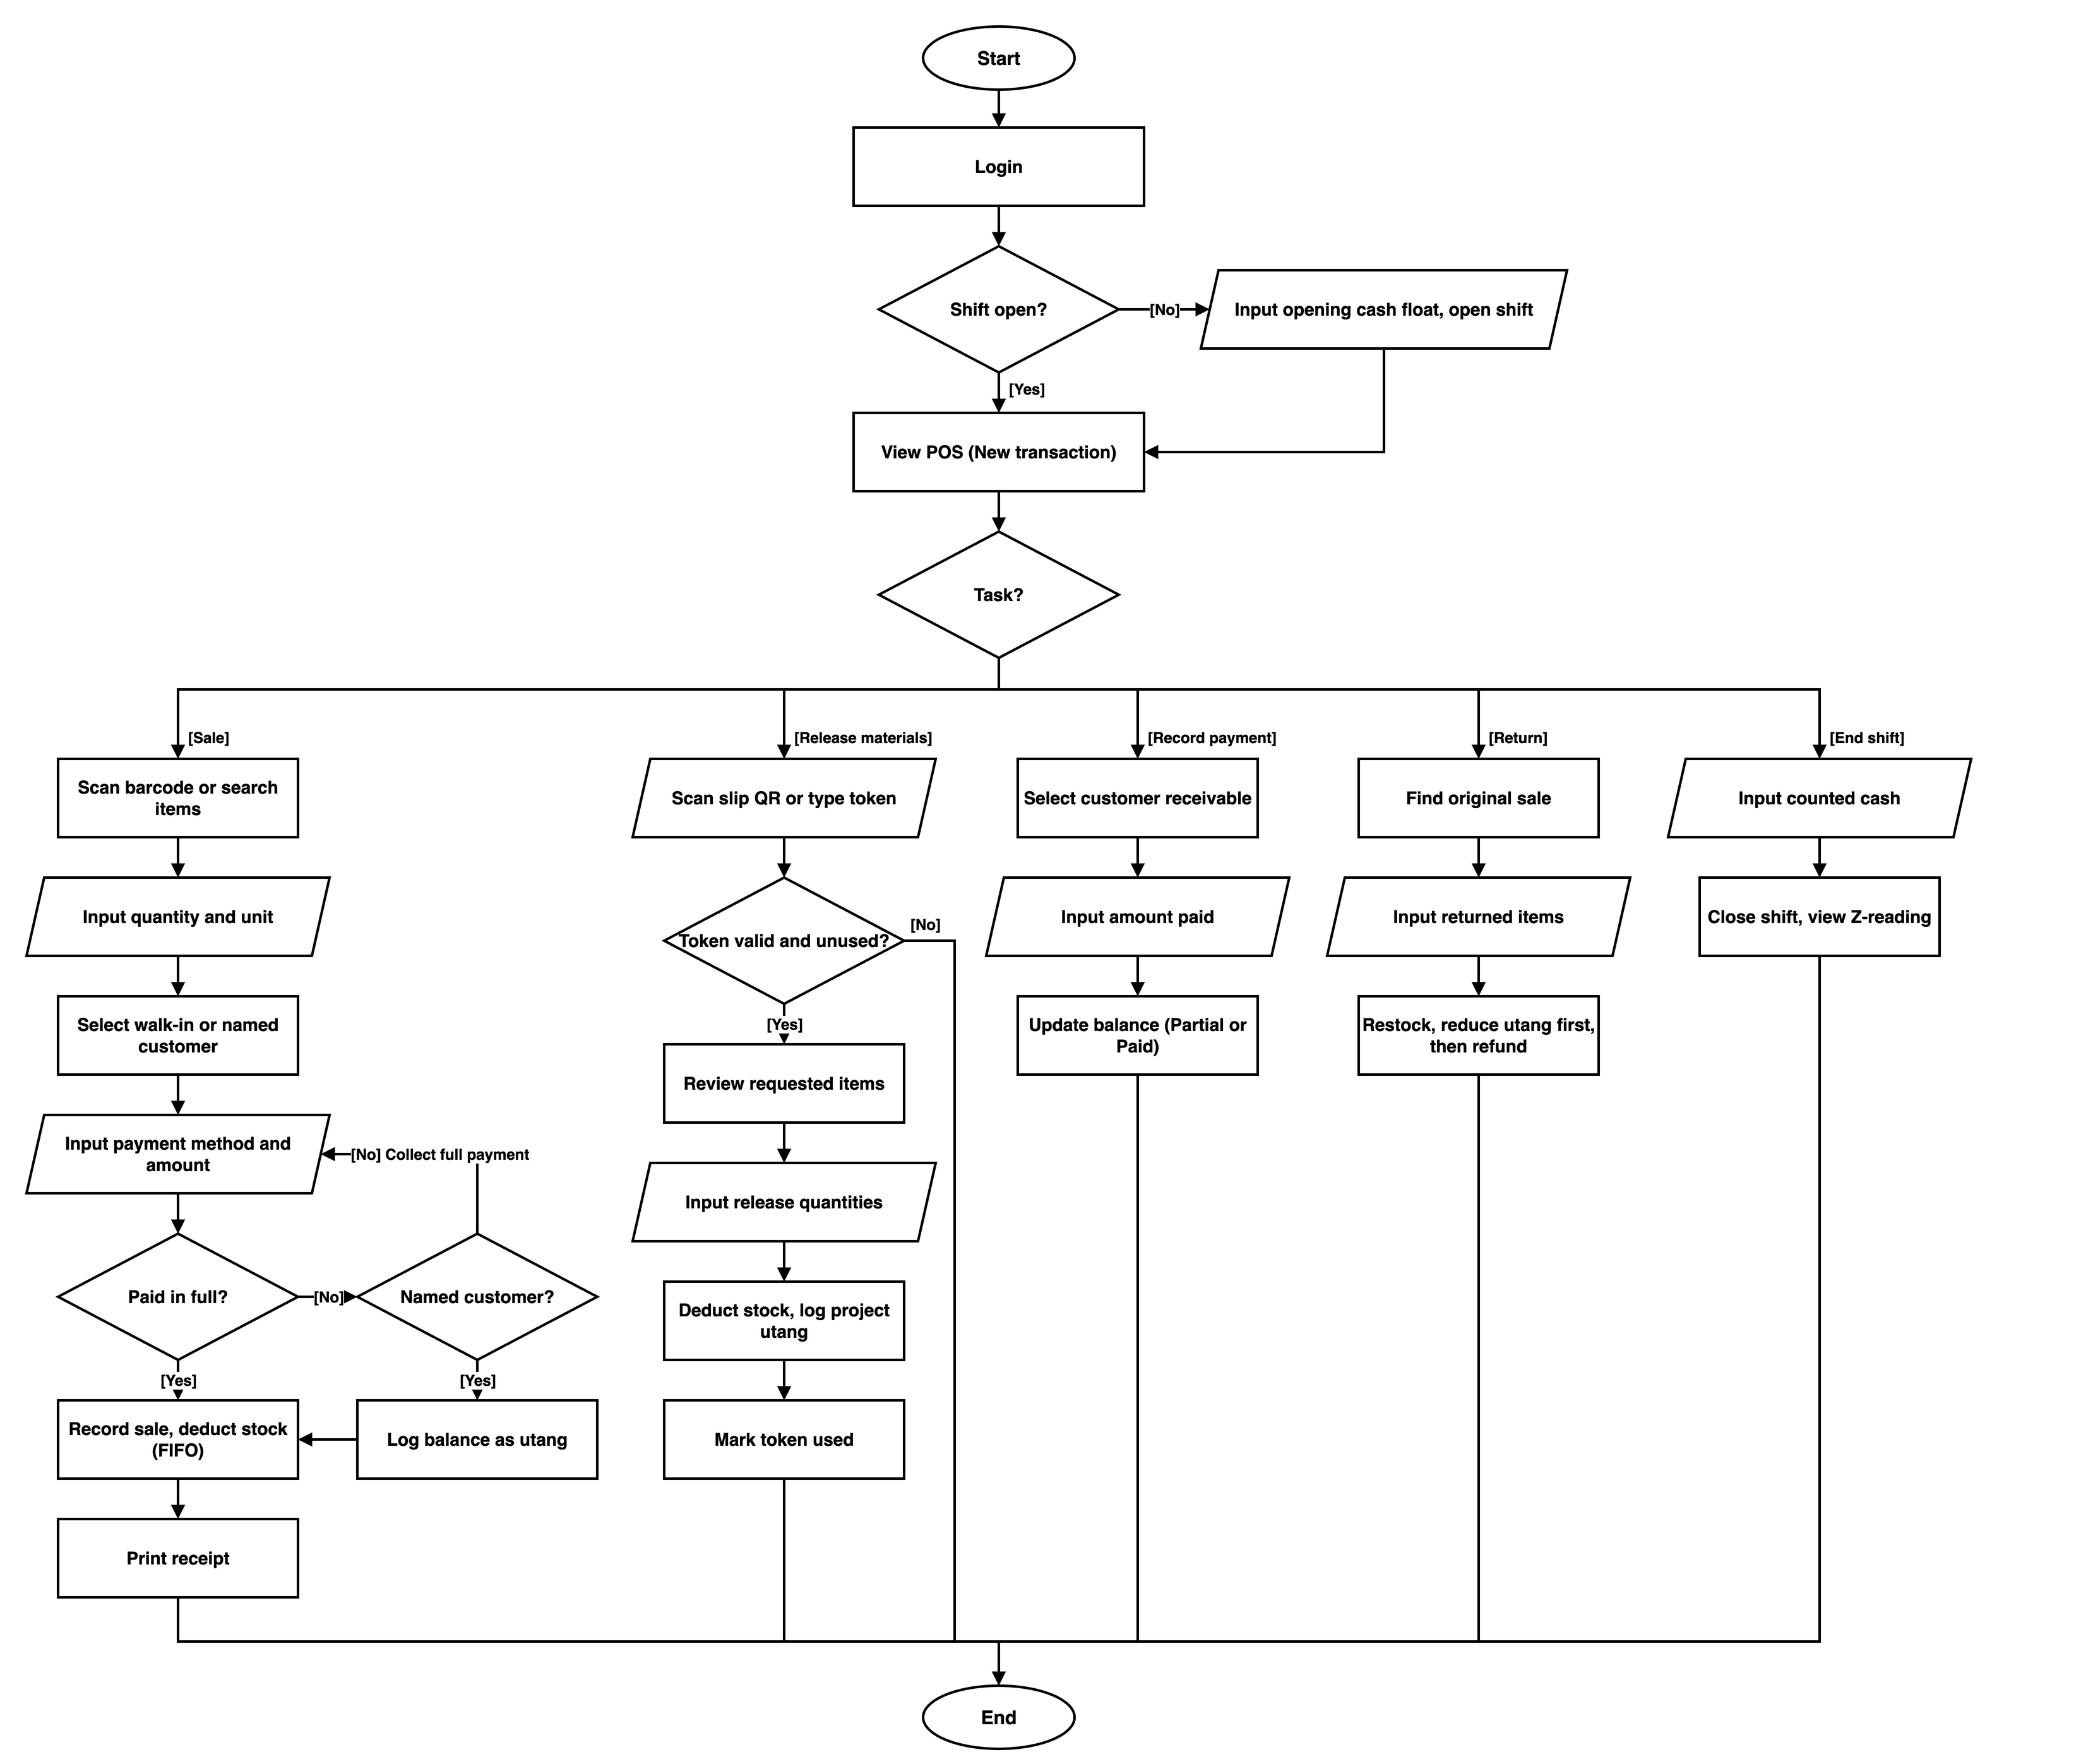 Start
Login
Shift open?
[No]
Input opening cash float, open shift
[Yes]
View POS (New transaction)
Task?
[Sale]
[Release materials]
[Record payment]
[Return]
[End shift]
Scan barcode or search
items
Scan slip QR or type token
Select customer receivable
Find original sale
Input counted cash
Input quantity and unit
Token valid and unused?
[No]
Input amount paid
Input returned items
Close shift, view Z-reading
Select walk-in or named
customer
[Yes]
Update balance (Partial or
Paid)
Restock, reduce utang first,
then refund
Review requested items
Input payment method and
amount
[No] Collect full payment
Input release quantities
Paid in full?
[No]
Named customer?
Deduct stock, log project
utang
[Yes]
[Yes]
Record sale, deduct stock
(FIFO)
Log balance as utang
Mark token used
Print receipt
End